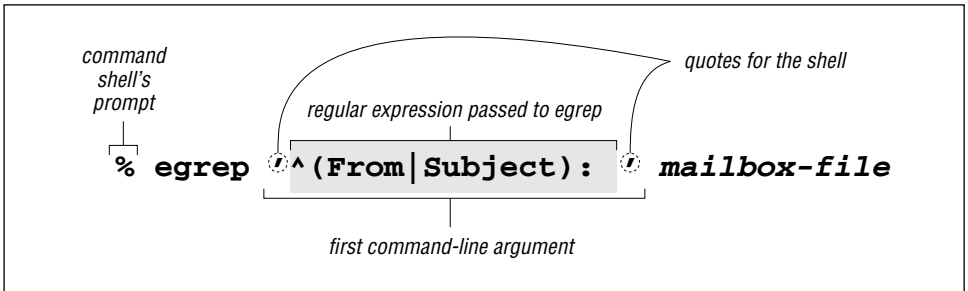 command
shell's
prompt
quotes for the shell
regular expression passed to egrep
% egrep '^(From|Subject): ' mailbox-file
first command-line argument